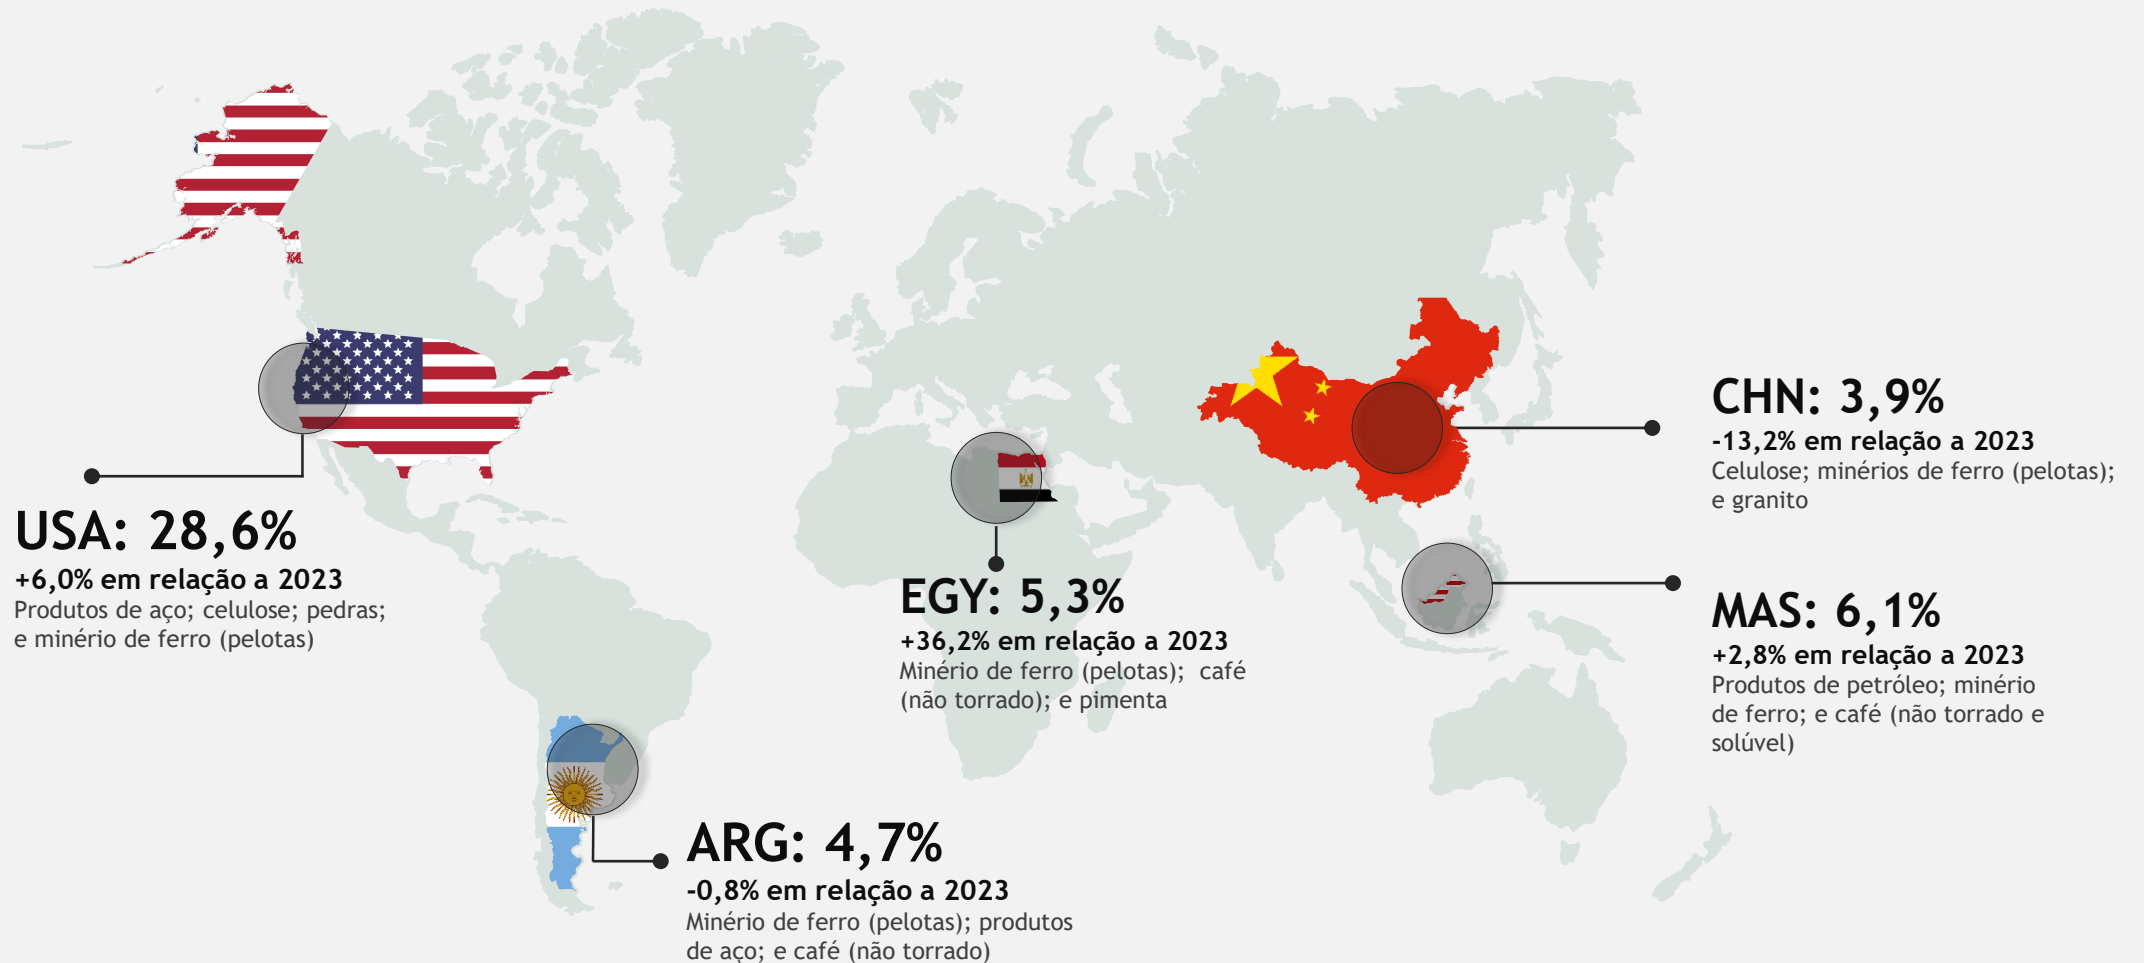 USA: 28,6%
+6,0% em relação a 2023
Produtos de aço; celulose; pedras;
e minério de ferro (pelotas)
ARG: 4,7%
-0,8% em relação a 2023
Minério de ferro (pelotas); produtos
de aço; e café (não torrado)
EGY: 5,3%
+36,2% em relação a 2023
Minério de ferro (pelotas); café
(não torrado); e pimenta
CHN: 3,9%
-13,2% em relação a 2023
Celulose; minérios de ferro (pelotas);
e granito
MAS: 6,1%
+2,8% em relação a 2023
Produtos de petróleo; minério
de ferro; e café (não torrado e
solúvel)